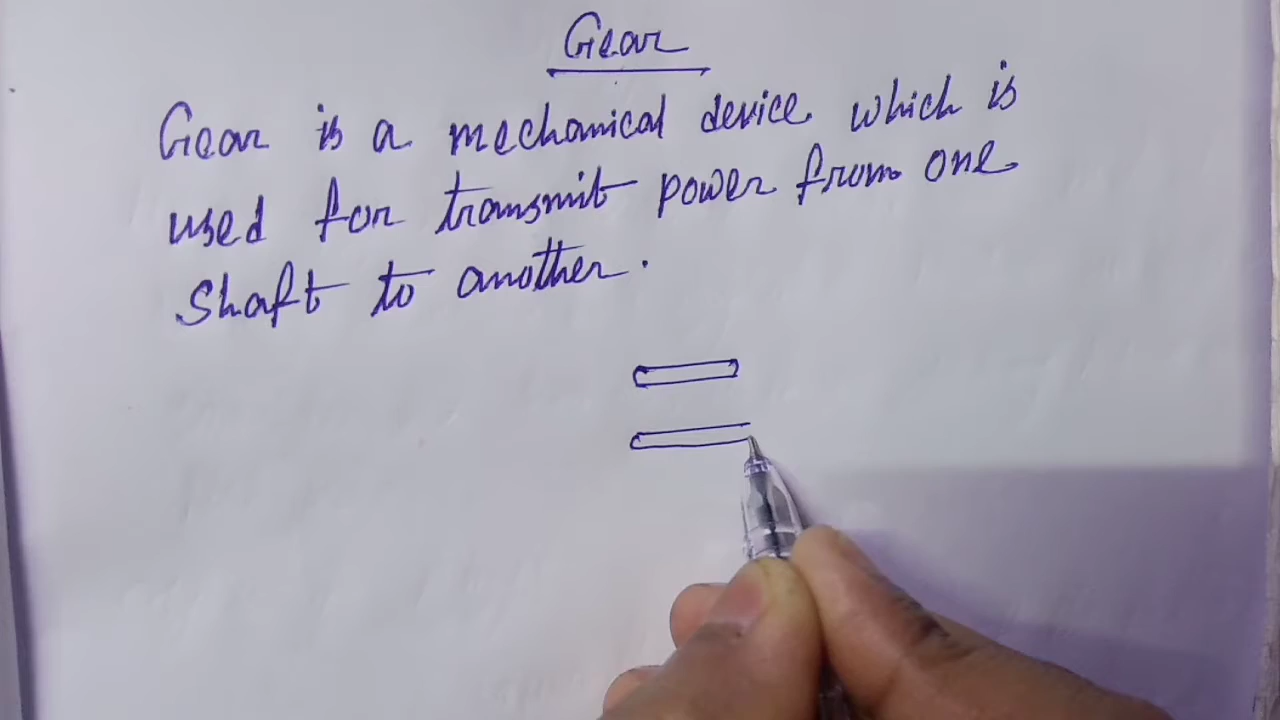 Gear
Gear is a mechanical device which is
used for transmit power from one
shaft to another.